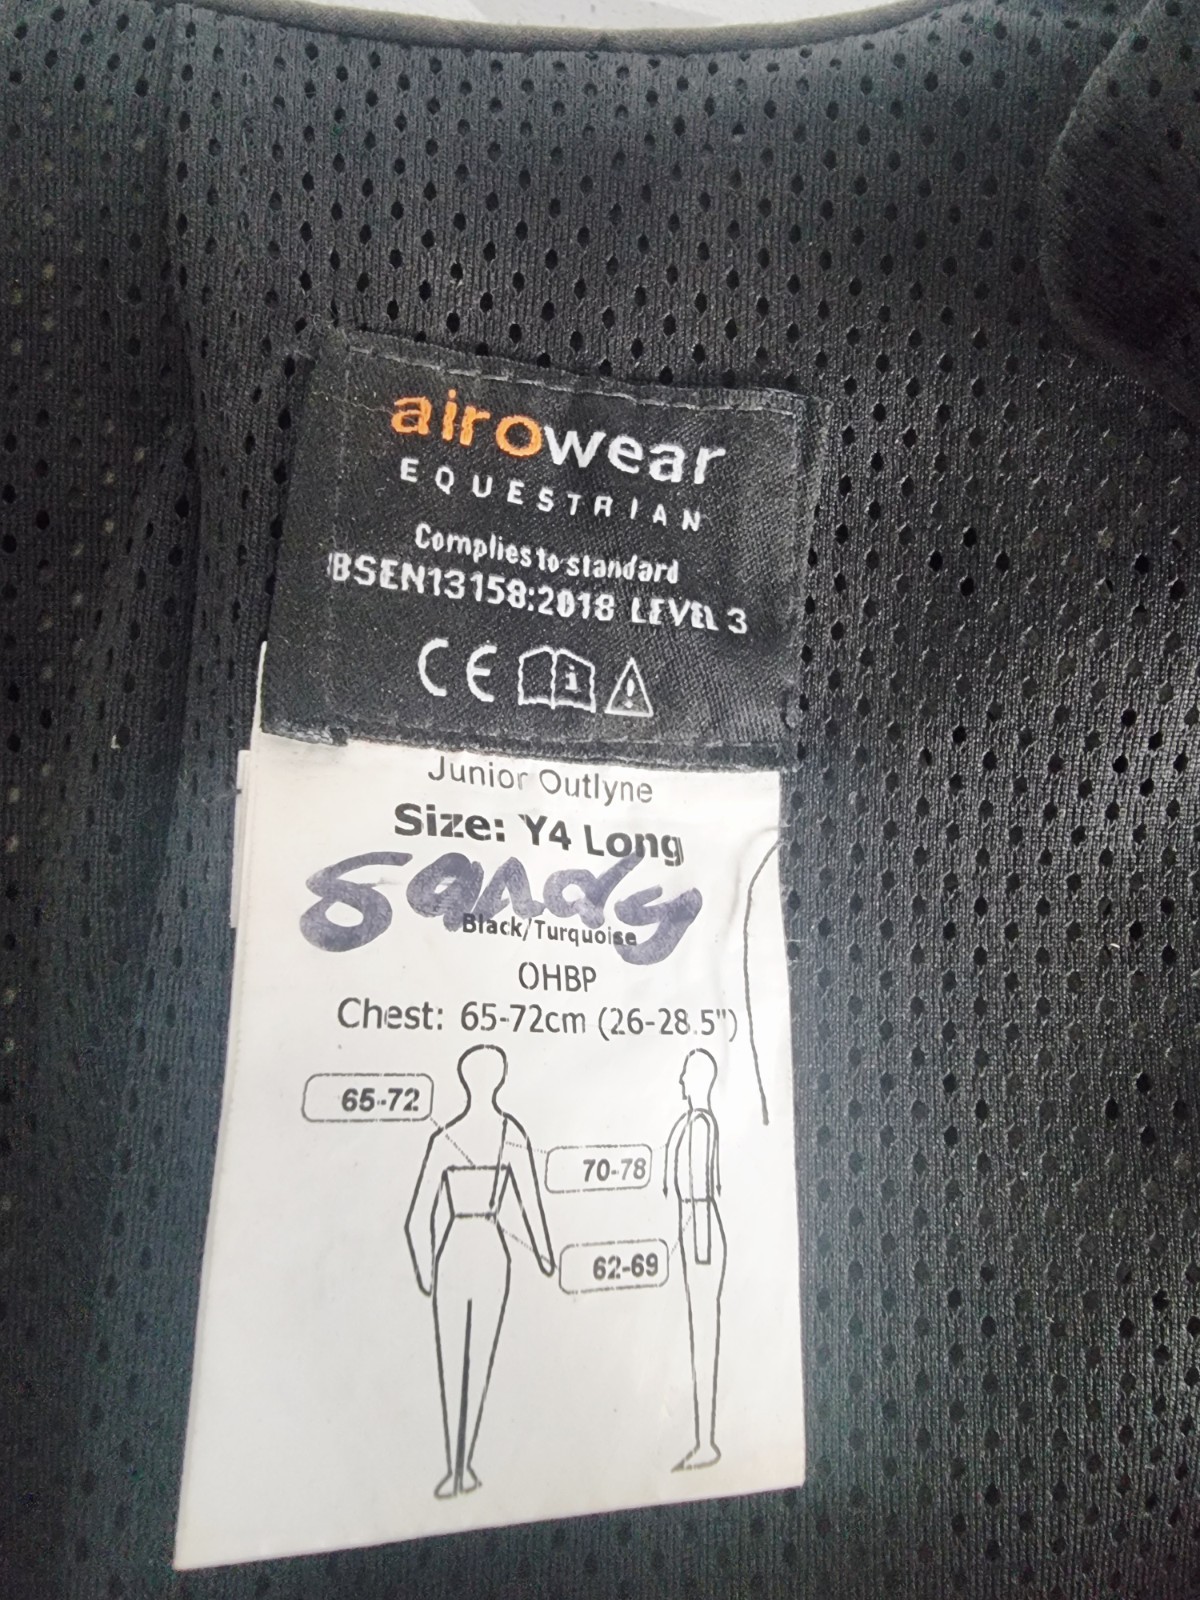 airowear
EQUESTRIAN
Complies to standard
BSEN13158:2018 LEVEL 3
CE
Junior Outlyne
Size: Y4 Long
Sandy
Black/Turquoise
OHBP
Chest: 65-72cm (26-28.5")
65-72
70-78
62-69